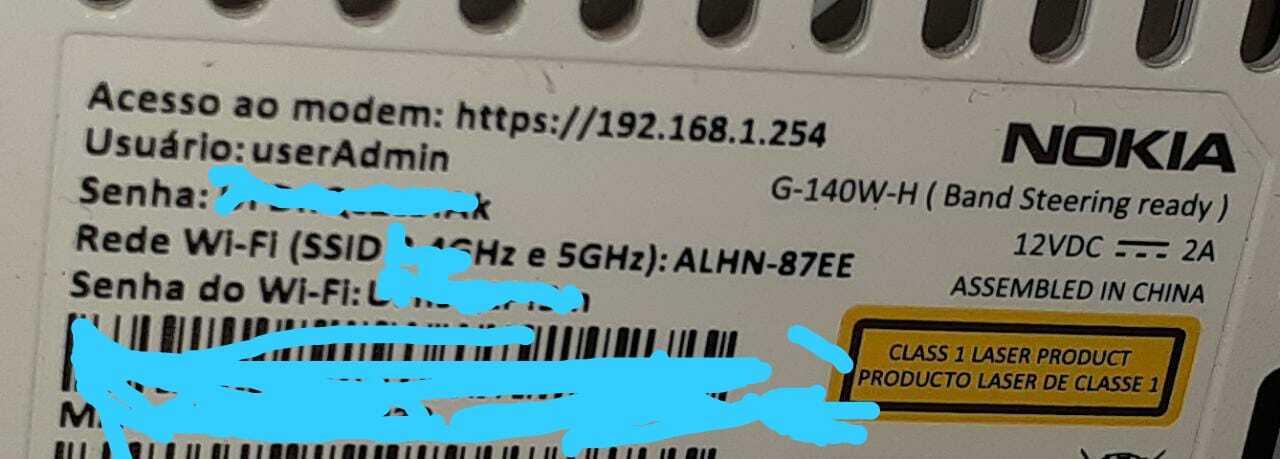 Acesso ao modem: https://192.168.1.254
Usuário: userAdmin
Senha:
Rede Wi-Fi (SSID GHz e 5GHz): ALHN-87EE
Senha do Wi-Fi:
NOKIA
G-140W-H ( Band Steering ready )
12VDC 2A
ASSEMBLED IN CHINA
CLASS 1 LASER PRODUCT
PRODUCTO LASER DE CLASSE 1